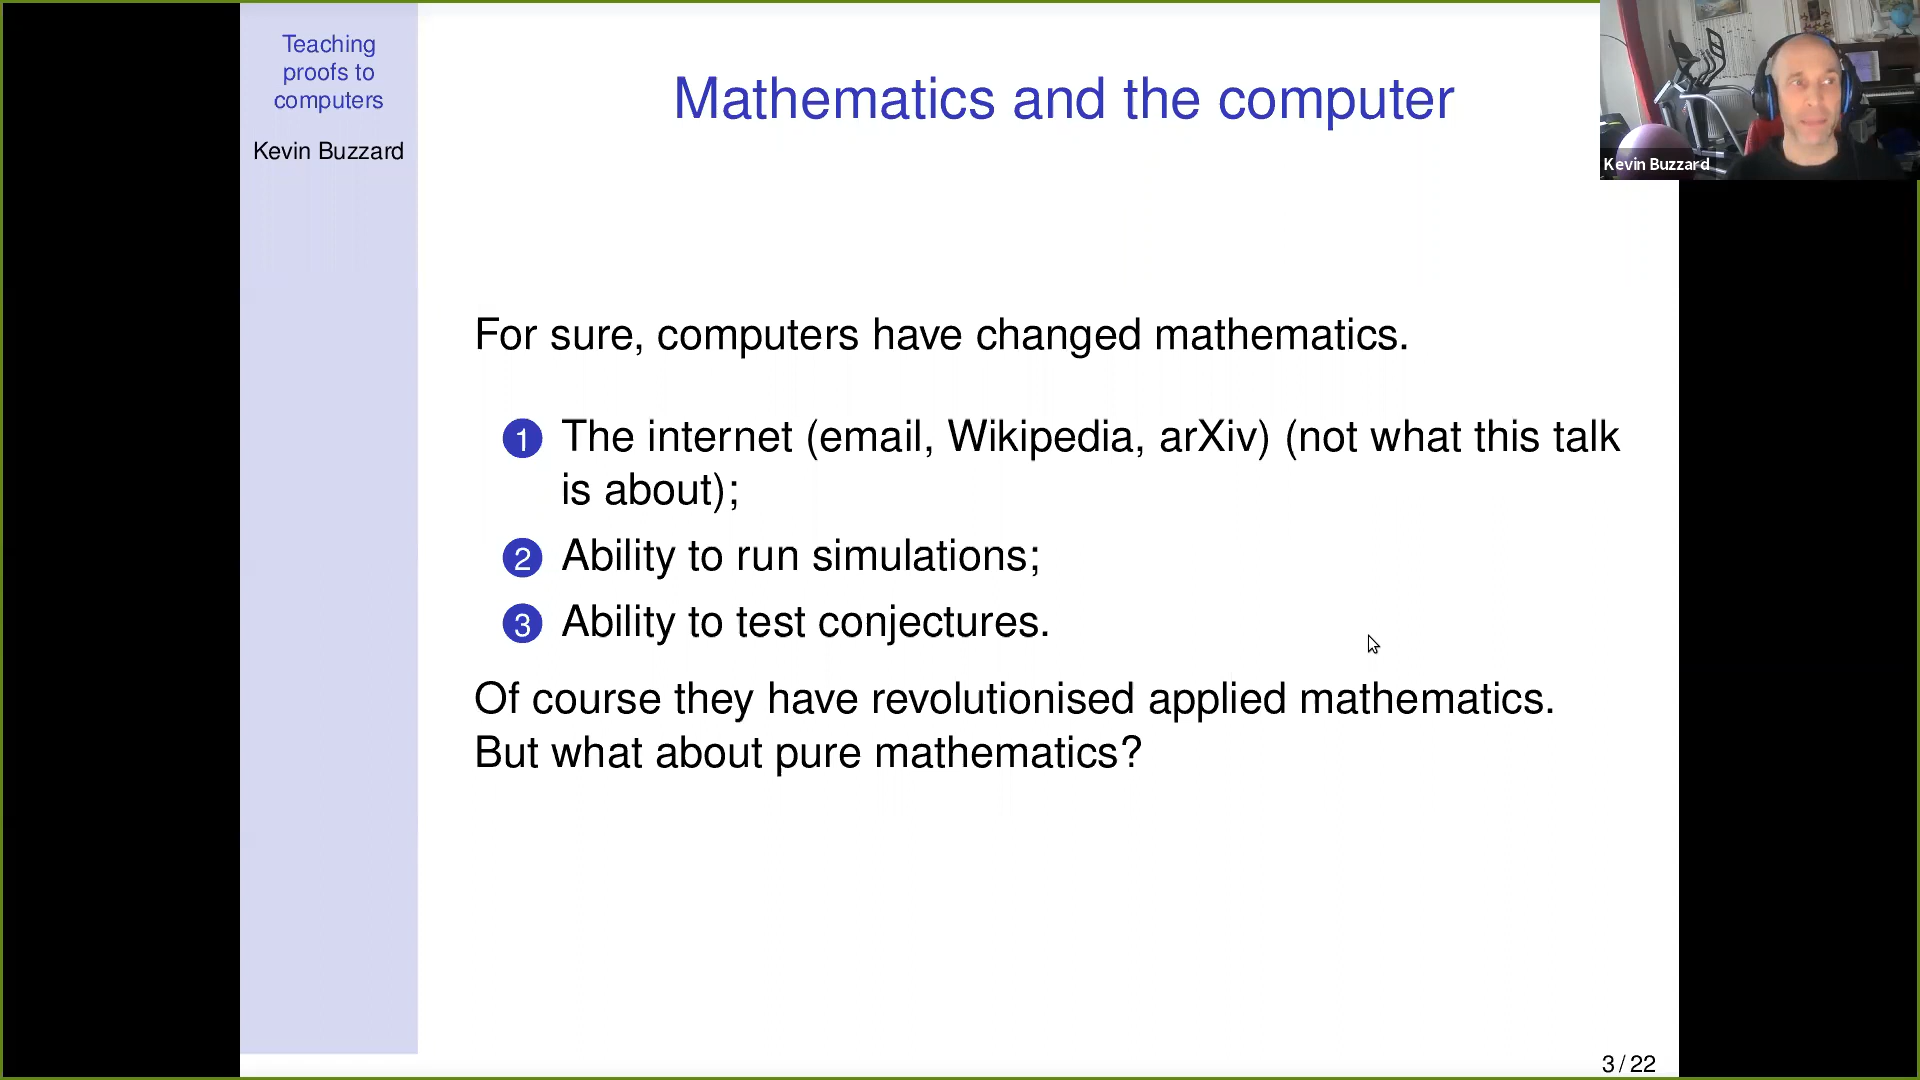 Teaching
proofs to
computers
Kevin Buzzard
Mathematics and the computer
Kevin Buzzard
For sure, computers have changed mathematics.
1 The internet (email, Wikipedia, arXiv) (not what this talk
is about);
2 Ability to run simulations;
3 Ability to test conjectures.
Of course they have revolutionised applied mathematics.
But what about pure mathematics?
3 / 22